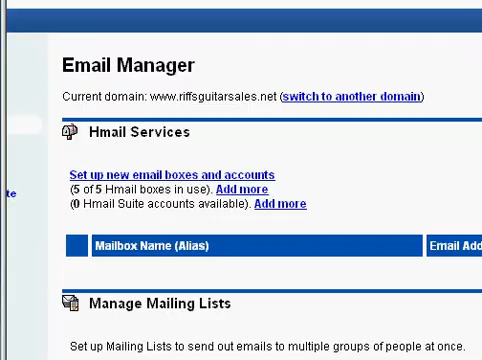 Email Manager
Current domain: www.riffsguitarsales.net (switch to another domain)
Hmail Services
Set up new email boxes and accounts
(5 of 5 Hmail boxes in use). Add more
te
(0 Hmail Suite accounts available). Add more
Mailbox Name (Alias) Email Add
Manage Mailing Lists
Set up Mailing Lists to send out emails to multiple groups of people at once.